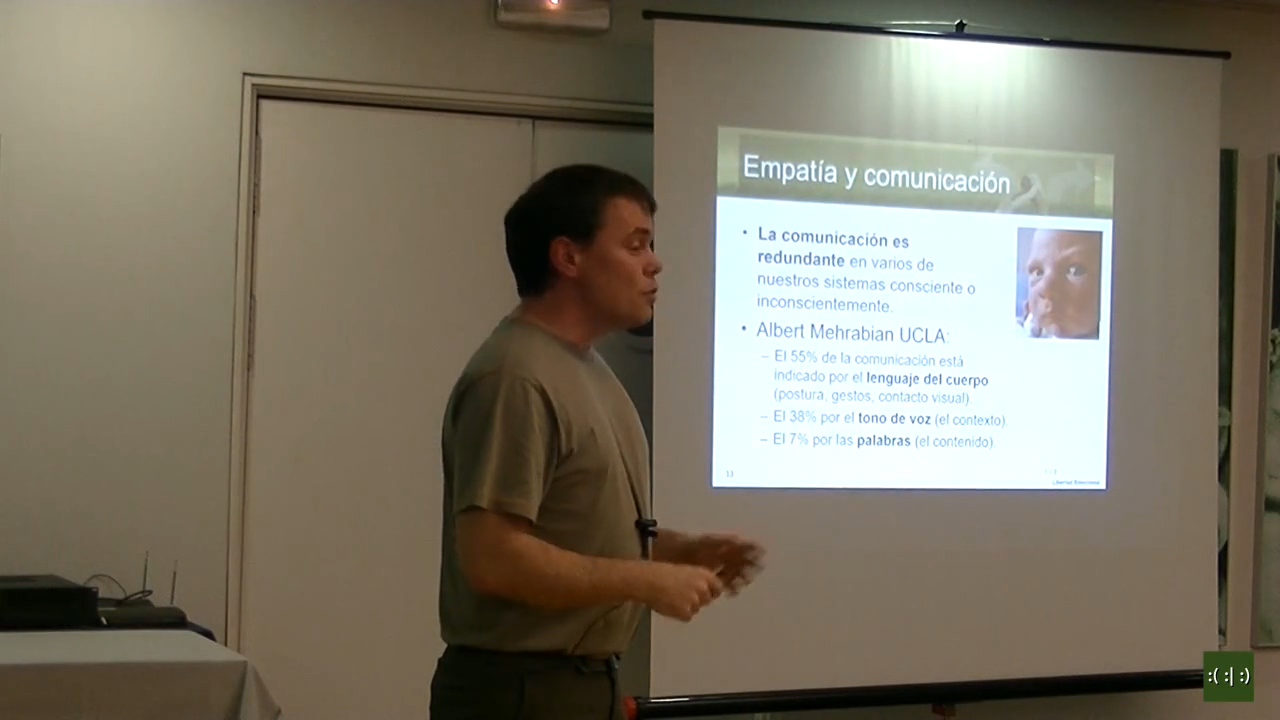 Empatía y comunicación
• La comunicación es
redundante en varios de
nuestros sistemas consciente o
inconscientemente.
• Albert Mehrabian UCLA:
– El 55% de la comunicación está
indicado por el lenguaje del cuerpo
(postura, gestos, contacto visual).
– El 38% por el tono de voz (el contexto).
– El 7% por las palabras (el contenido).
13
:( :| :)